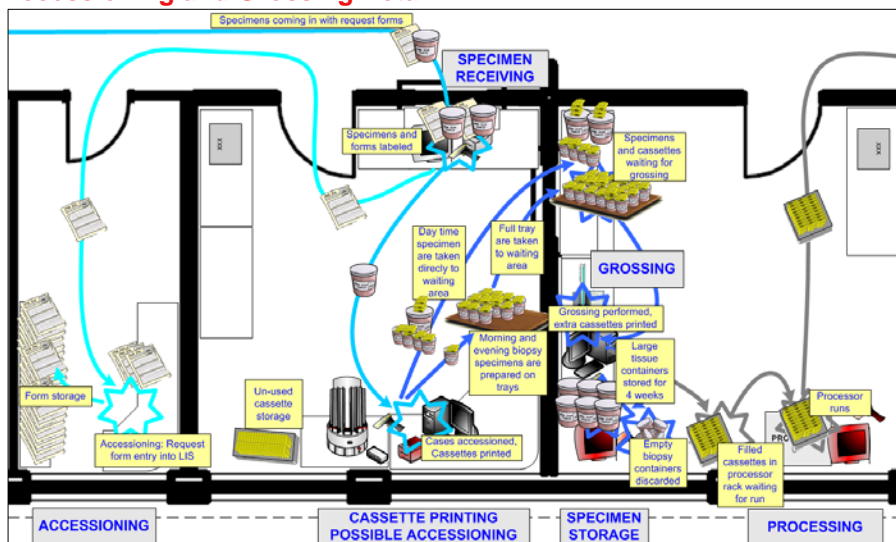 Specimens coming in with request forms
SPECIMEN
RECEIVING
XXX
Specimens and
forms labeled
Specimens
and cassettes
waiting for
grossing
XXX
Day time
specimen
are taken
direcly to
waiting
area
Full tray
are taken
to waiting
area
GROSSING
Grossing performed,
extra cassettes printed
Morning and
evening biopsy
specimens are
prepared on
trays
Large
tissue
containers
stored for
4 weeks
Form storage
Un-used
cassette
storage
Processor
runs
Accessioning: Request
form entry into LIS
Cases accessioned,
Cassettes printed
Empty
biopsy
containers
discarded
Filled
cassettes in
processor
rack waiting
for run
PRO
ACCESSIONING
CASSETTE PRINTING
POSSIBLE ACCESSIONING
SPECIMEN
STORAGE
PROCESSING